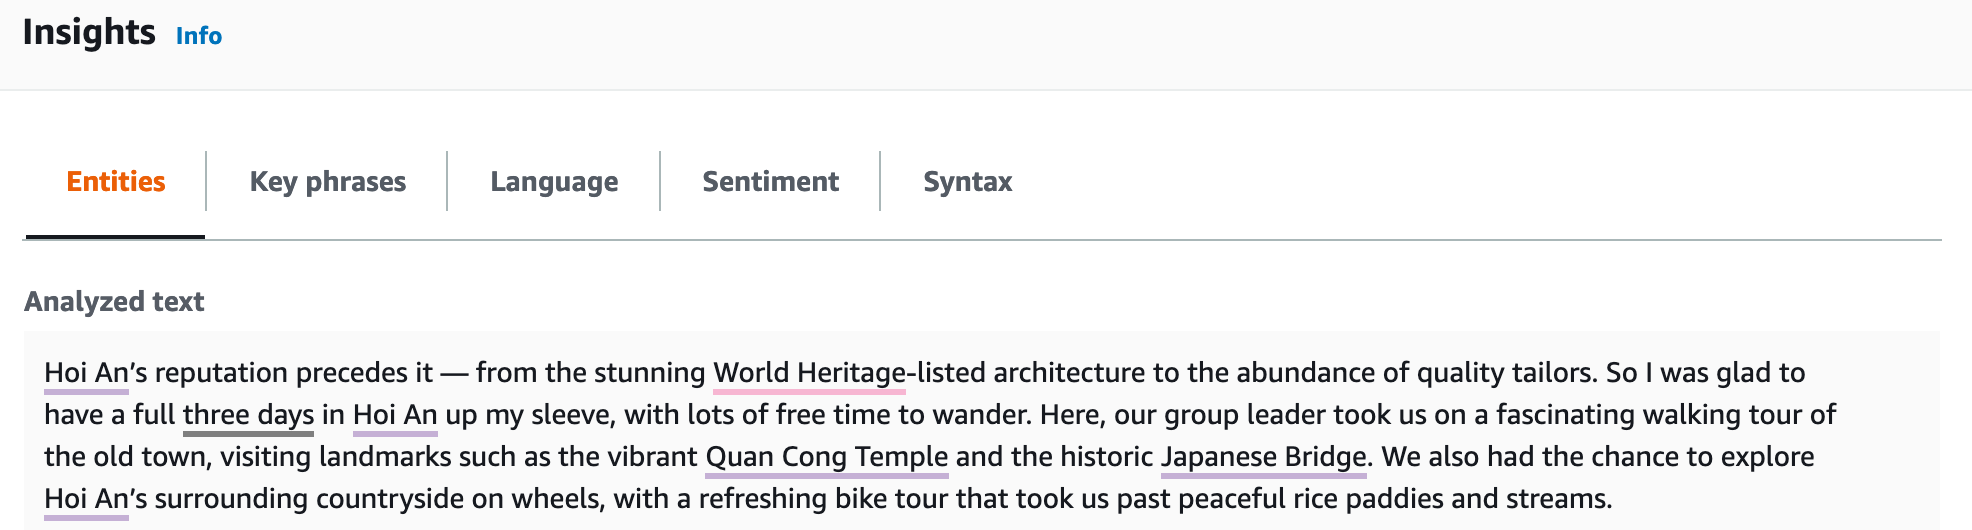 Insights Info
Entities Key phrases Language Sentiment Syntax
Analyzed text
Hoi An’s reputation precedes it — from the stunning World Heritage-listed architecture to the abundance of quality tailors. So I was glad to
have a full three days in Hoi An up my sleeve, with lots of free time to wander. Here, our group leader took us on a fascinating walking tour of
the old town, visiting landmarks such as the vibrant Quan Cong Temple and the historic Japanese Bridge. We also had the chance to explore
Hoi An’s surrounding countryside on wheels, with a refreshing bike tour that took us past peaceful rice paddies and streams.